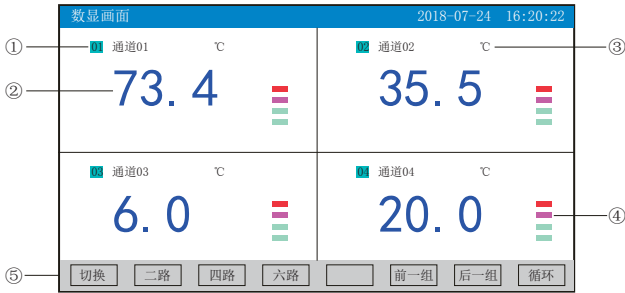 数显画面 2018-07-24 16:20:22
① 01 通道01 ℃ 02 通道02 ℃ ③
② 73.4 35.5
03 通道03 ℃ 04 通道04 ℃
6.0 20.0 ④
⑤ 切换 二路 四路 六路 前一组 后一组 循环